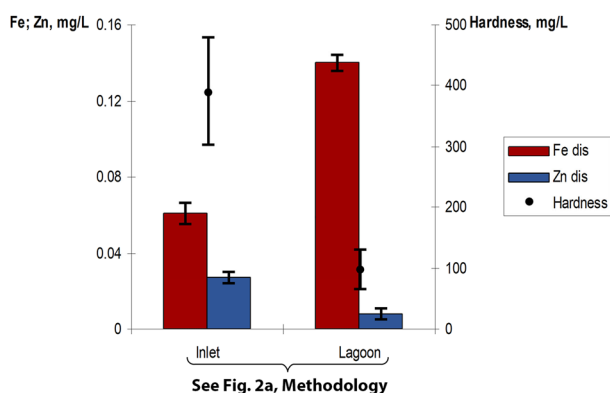 Fe; Zn, mg/L
Hardness, mg/L
0.16
0.12
0.08
0.04
0
500
400
300
200
100
0
Fe dis
Zn dis
Hardness
Inlet
Lagoon
See Fig. 2a, Methodology